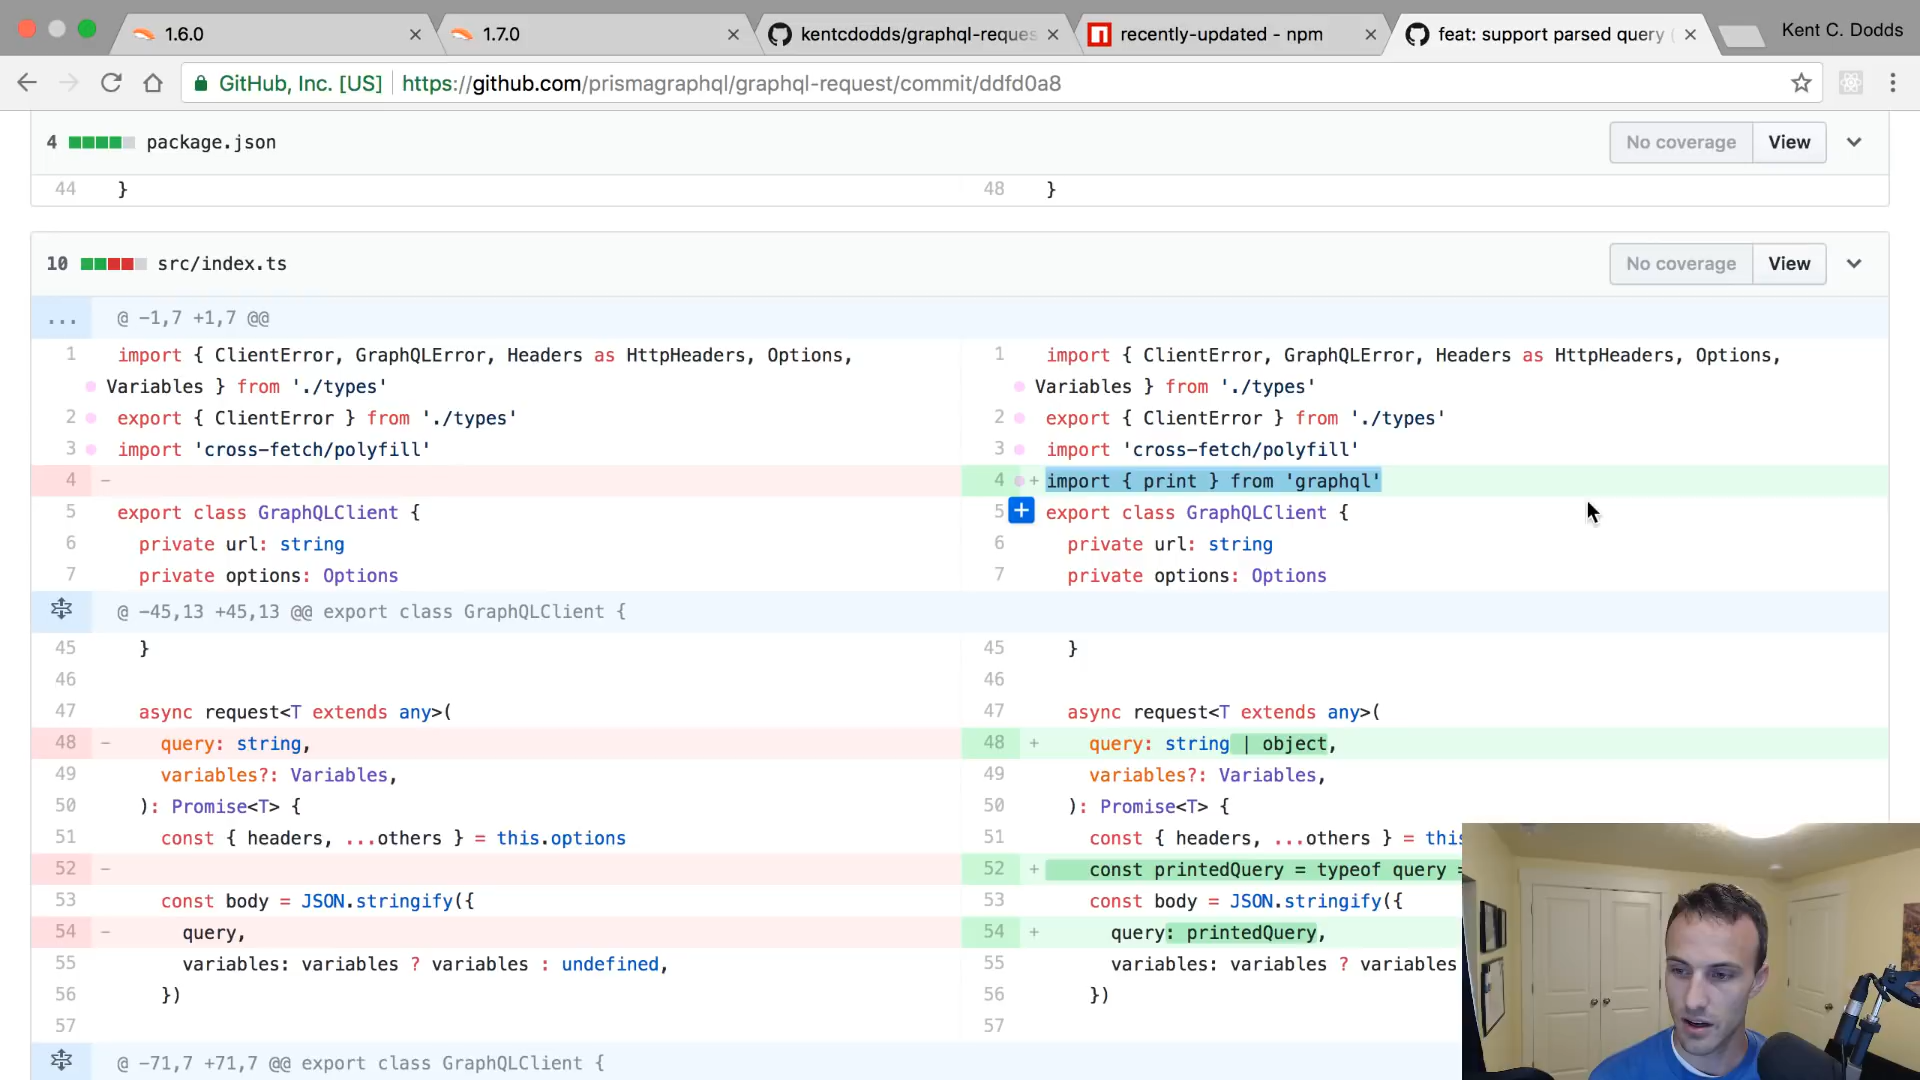 1.6.0
1.7.0
kentcdodds/graphql-reques
recently-updated - npm
feat: support parsed query (
Kent C. Dodds
GitHub, Inc. [US]
https://github.com/prismagraphql/graphql-request/commit/ddfd0a8
4 package.json
No coverage View
44 }
48 }
10 src/index.ts
No coverage View
... @ -1,7 +1,7 @@
1 import { ClientError, GraphQLError, Headers as HttpHeaders, Options,
Variables } from './types'
2 export { ClientError } from './types'
3 import 'cross-fetch/polyfill'
4 -
5 export class GraphQLClient {
6 private url: string
7 private options: Options
1 import { ClientError, GraphQLError, Headers as HttpHeaders, Options,
Variables } from './types'
2 export { ClientError } from './types'
3 import 'cross-fetch/polyfill'
4 + import { print } from 'graphql'
5 + export class GraphQLClient {
6 private url: string
7 private options: Options
@ -45,13 +45,13 @@ export class GraphQLClient {
45 }
46
47 async request<T extends any>(
48 - query: string,
49 variables?: Variables,
50 ): Promise<T> {
51 const { headers, ...others } = this.options
52 -
53 const body = JSON.stringify({
54 - query,
55 variables: variables ? variables : undefined,
56 })
57
45 }
46
47 async request<T extends any>(
48 + query: string | object,
49 variables?: Variables,
50 ): Promise<T> {
51 const { headers, ...others } = this
52 + const printedQuery = typeof query =
53 const body = JSON.stringify({
54 + query: printedQuery,
55 variables: variables ? variables
56 })
57
@ -71,7 +71,7 @@ export class GraphQLClient {